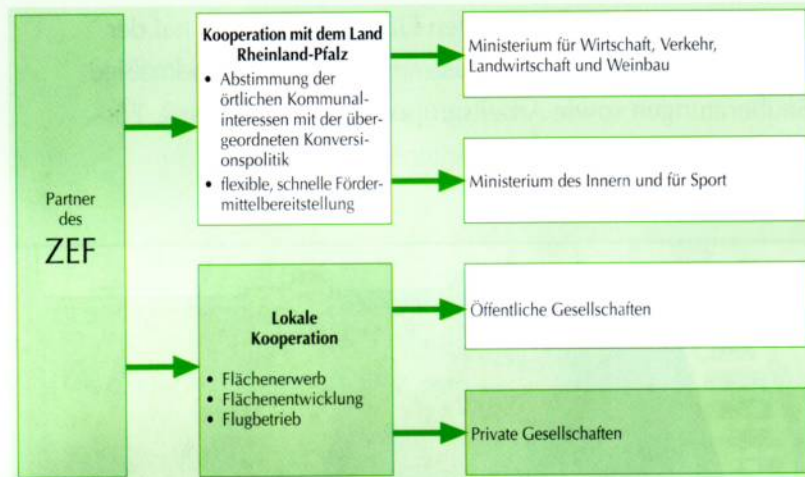 Partner
des
ZEF
Kooperation mit dem Land
Rheinland-Pfalz
• Abstimmung der
örtlichen Kommunal-
interessen mit der über-
geordneten Konversi-
onspolitik
• flexible, schnelle Förder-
mittelbereitstellung
Ministerium für Wirtschaft, Verkehr,
Landwirtschaft und Weinbau
Ministerium des Innern und für Sport
Lokale
Kooperation
• Flächenerwerb
• Flächenentwicklung
• Flugbetrieb
Öffentliche Gesellschaften
Private Gesellschaften